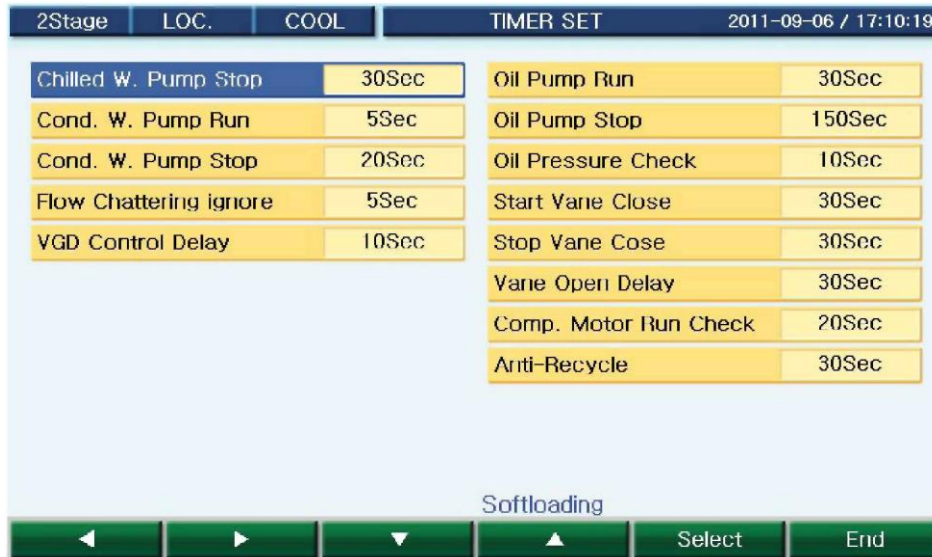 2Stage LOC. COOL TIMER SET 2011-09-06 / 17:10:19
Chilled W. Pump Stop 30Sec
Cond. W. Pump Run 5Sec
Cond. W. Pump Stop 20Sec
Flow Chattering ignore 5Sec
VGD Control Delay 10Sec
Oil Pump Run 30Sec
Oil Pump Stop 150Sec
Oil Pressure Check 10Sec
Start Vane Close 30Sec
Stop Vane Cose 30Sec
Vane Open Delay 30Sec
Comp. Motor Run Check 20Sec
Anti-Recycle 30Sec
Softloading
◀ ▶ ▼ ▲ Select End